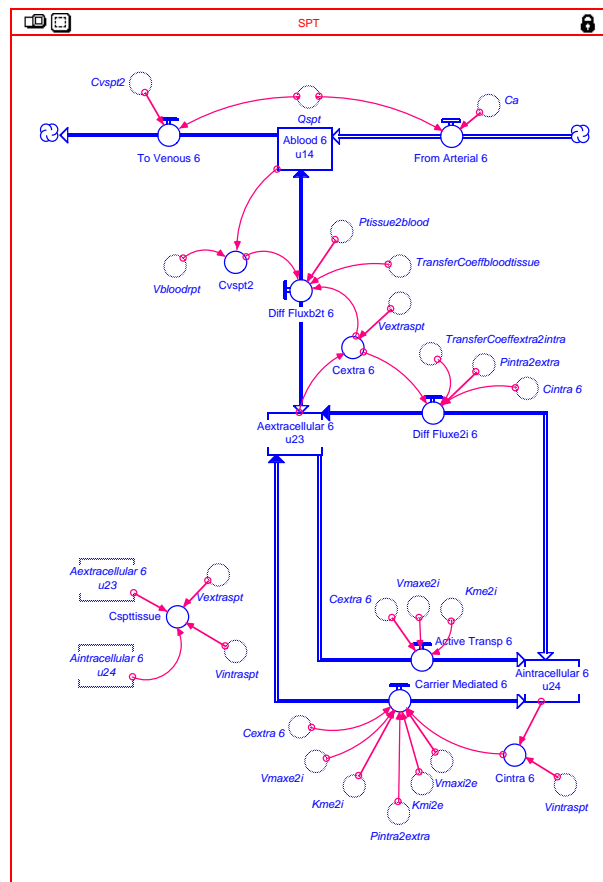 SPT
Cvspt2
Qspt
Ca
To Venous 6
Ablood 6
u14
From Arterial 6
Ptissue2blood
TransferCoeffbloodtissue
Vbloodrpt
Cvspt2
Diff Fluxb2t 6
Vextraspt
TransferCoeffextra2intra
Pintra2extra
Cintra 6
Cextra 6
Aextracellular 6
u23
Diff Fluxe2i 6
Aextracellular 6
u23
Vextraspt
Cspttissue
Aintracellular 6
u24
Vintraspt
Cextra 6
Vmaxe2i
Kme2i
Active Transp 6
Aintracellular 6
u24
Carrier Mediated 6
Cextra 6
Vmaxe2i
Kme2i
Pintra2extra
Kmi2e
Vmaxi2e
Cintra 6
Vintraspt